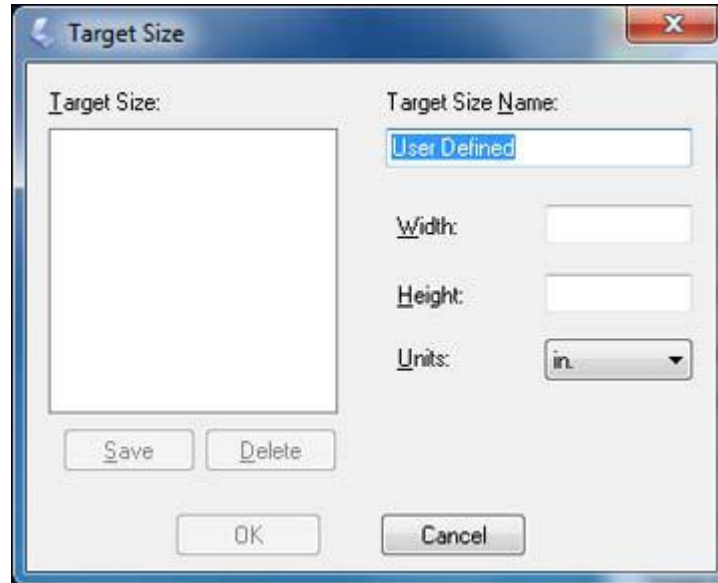 Target Size
Target Size:
Target Size Name:
User Defined
Width:
Height:
Units:
in.
Save
Delete
OK
Cancel